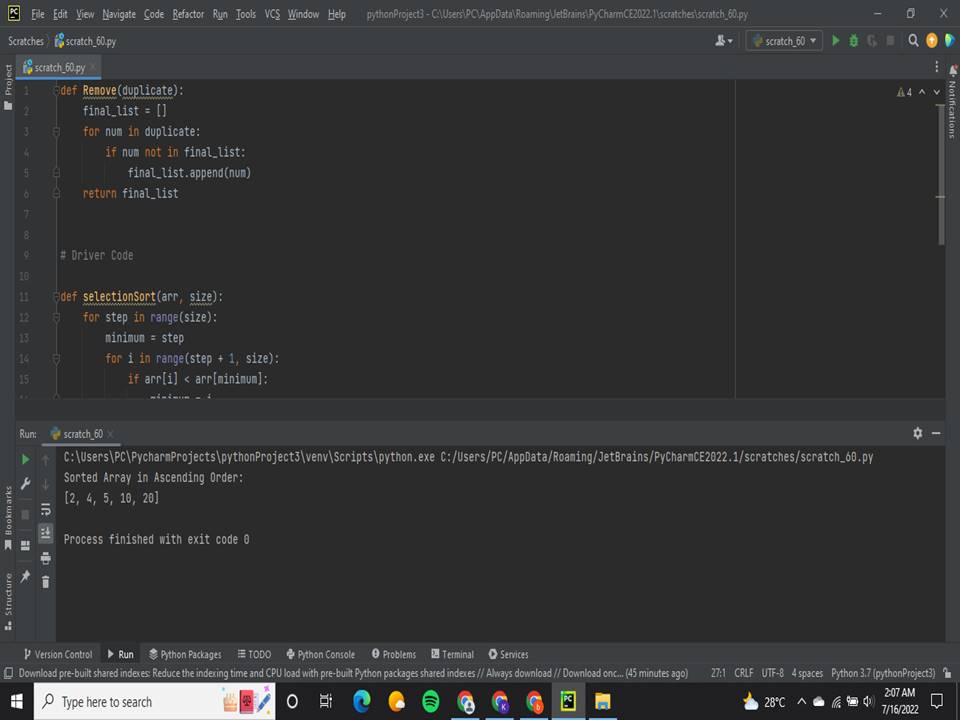 File Edit View Navigate Code Refactor Run Tools VCS Window Help pythonProject3 - C:\Users\PC\AppData\Roaming\JetBrains\PyCharmCE2022.1\scratches\scratch_60.py
Scratches scratch_60.py scratch_60
Project
scratch_60.py
Notifications
1 def Remove(duplicate): 4
2 final_list = []
3 for num in duplicate:
4 if num not in final_list:
5 final_list.append(num)
6 return final_list
7
8
9 # Driver Code
10
11 def selectionSort(arr, size):
12 for step in range(size):
13 minimum = step
14 for i in range(step + 1, size):
15 if arr[i] < arr[minimum]:
Run: scratch_60
C:\Users\PC\PycharmProjects\pythonProject3\venv\Scripts\python.exe C:/Users/PC/AppData/Roaming/JetBrains/PyCharmCE2022.1/scratches/scratch_60.py
Sorted Array in Ascending Order:
[2, 4, 5, 10, 20]
Process finished with exit code 0
Bookmarks
Structure
Version Control Run Python Packages TODO Python Console Problems Terminal Services
Download pre-built shared indexes: Reduce the indexing time and CPU load with pre-built Python packages shared indexes // Always download // Download onc... (45 minutes ago) 27:1 CRLF UTF-8 4 spaces Python 3.7 (pythonProject3)
Type here to search 28°C 2:07 AM
7/16/2022